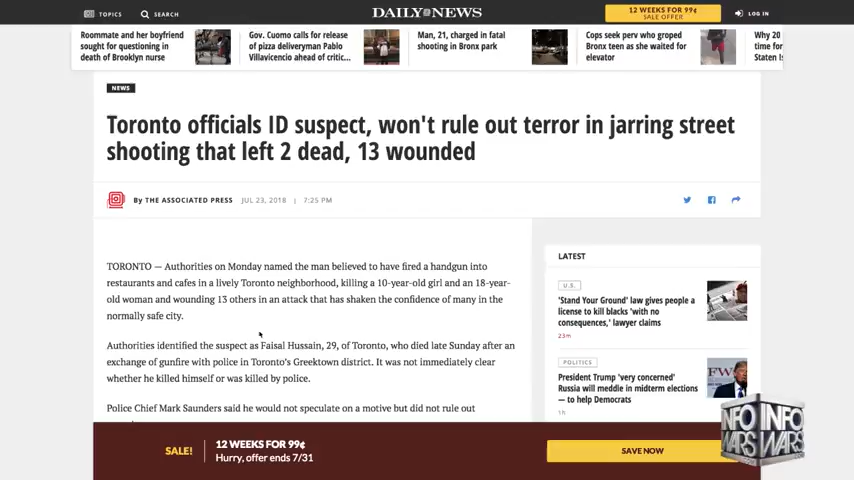 TOPICS
SEARCH
DAILY NEWS
12 WEEKS FOR 99¢
SALE OFFER
LOG IN
Roommate and her boyfriend
sought for questioning in
death of Brooklyn nurse
Gov. Cuomo calls for release
of pizza deliveryman Pablo
Villavicencio ahead of critic...
Man, 21, charged in fatal
shooting in Bronx park
Cops seek perv who groped
Bronx teen as she waited for
elevator
Why 20
time for
Staten Is
NEWS
Toronto officials ID suspect, won't rule out terror in jarring street
shooting that left 2 dead, 13 wounded
By THE ASSOCIATED PRESS JUL 23, 2018 | 7:25 PM
TORONTO — Authorities on Monday named the man believed to have fired a handgun into
restaurants and cafes in a lively Toronto neighborhood, killing a 10-year-old girl and an 18-year-
old woman and wounding 13 others in an attack that has shaken the confidence of many in the
normally safe city.
Authorities identified the suspect as Faisal Hussain, 29, of Toronto, who died late Sunday after an
exchange of gunfire with police in Toronto's Greektown district. It was not immediately clear
whether he killed himself or was killed by police.
Police Chief Mark Saunders said he would not speculate on a motive but did not rule out
LATEST
U.S.
'Stand Your Ground' law gives people a
license to kill blacks 'with no
consequences,' lawyer claims
23m
POLITICS
President Trump 'very concerned'
Russia will meddle in midterm elections
— to help Democrats
1h
FW
SALE!
12 WEEKS FOR 99¢
Hurry, offer ends 7/31
SAVE NOW
INFO
WARS
INFO
WARS
.COM